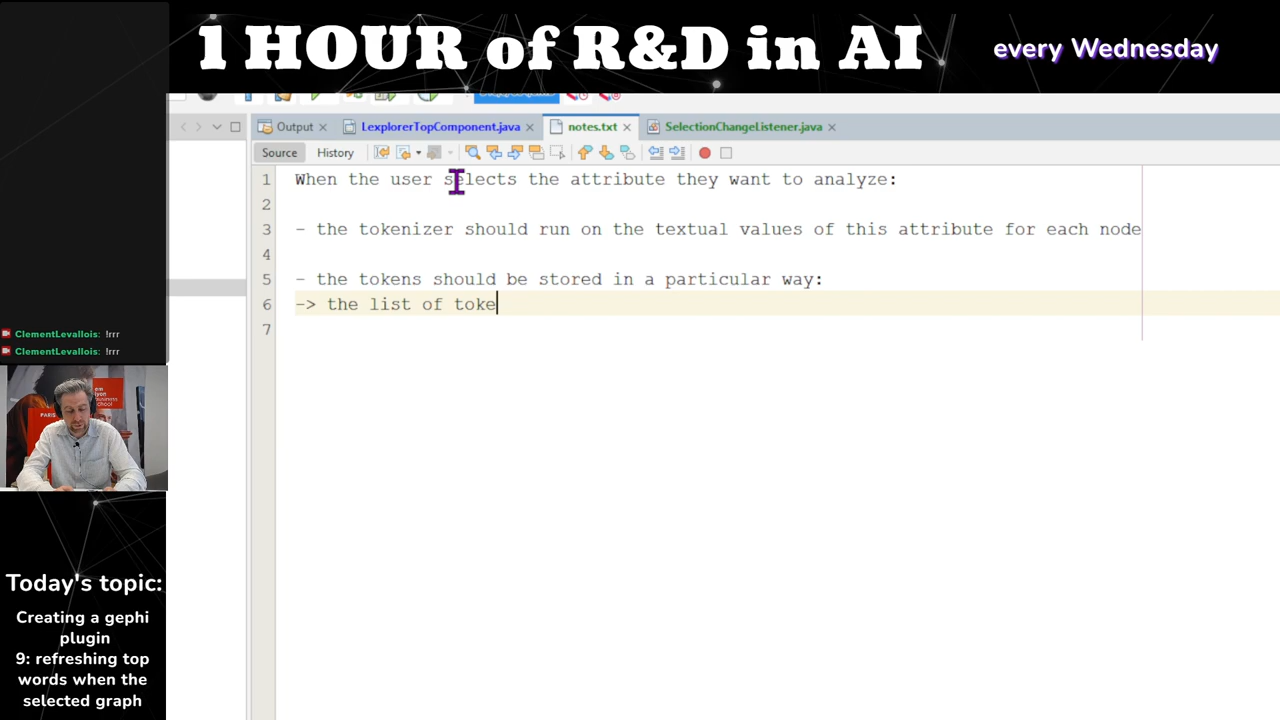 1 HOUR of R&D in AI
every Wednesday
Output
LexplorerTopComponent.java
notes.txt
SelectionChangeListener.java
Source
History
1 When the user selects the attribute they want to analyze:
2
3 - the tokenizer should run on the textual values of this attribute for each node
4
5 - the tokens should be stored in a particular way:
6 -> the list of toke
7
ClementLevallois: !rrr
ClementLevallois: !rrr
PARIS
Today's topic:
Creating a gephi
plugin
9: refreshing top
words when the
selected graph